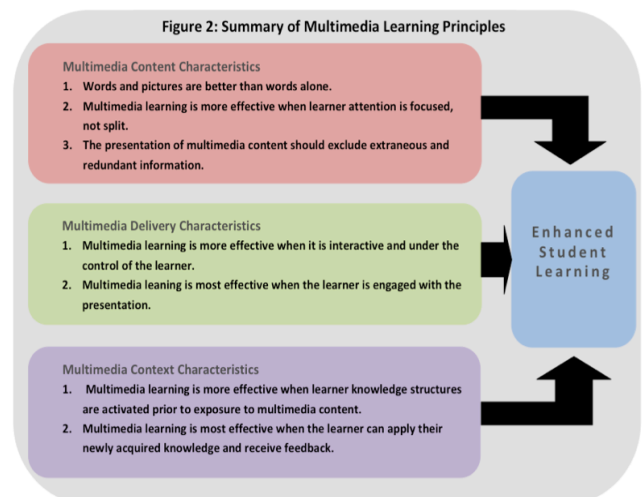 Figure 2: Summary of Multimedia Learning Principles
Multimedia Content Characteristics
1. Words and pictures are better than words alone.
2. Multimedia learning is more effective when learner attention is focused,
not split.
3. The presentation of multimedia content should exclude extraneous and
redundant information.
Multimedia Delivery Characteristics
1. Multimedia learning is more effective when it is interactive and under the
control of the learner.
2. Multimedia leaning is most effective when the learner is engaged with the
presentation.
Multimedia Context Characteristics
1. Multimedia learning is more effective when learner knowledge structures
are activated prior to exposure to multimedia content.
2. Multimedia learning is most effective when the learner can apply their
newly acquired knowledge and receive feedback.
Enhanced
Student
Learning